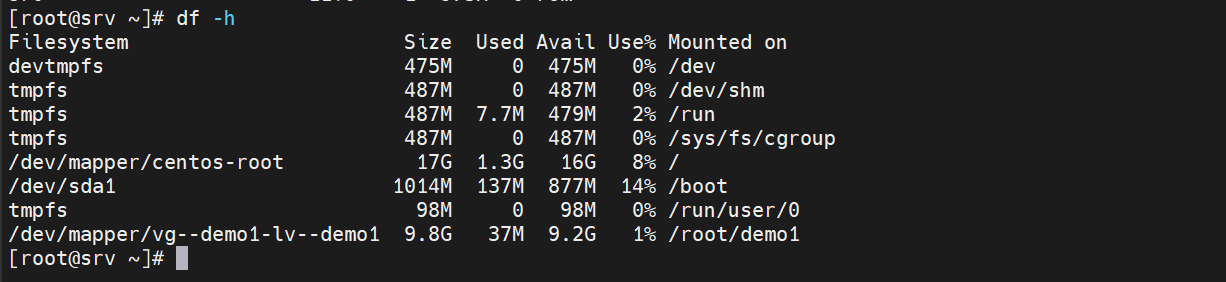 [root@srv ~]# df -h
Filesystem                       Size  Used Avail Use% Mounted on
devtmpfs                         475M     0  475M   0% /dev
tmpfs                            487M     0  487M   0% /dev/shm
tmpfs                            487M  7.7M  479M   2% /run
tmpfs                            487M     0  487M   0% /sys/fs/cgroup
/dev/mapper/centos-root           17G  1.3G   16G   8% /
/dev/sda1                       1014M  137M  877M  14% /boot
tmpfs                             98M     0   98M   0% /run/user/0
/dev/mapper/vg--demo1-lv--demo1  9.8G   37M  9.2G   1% /root/demo1
[root@srv ~]#